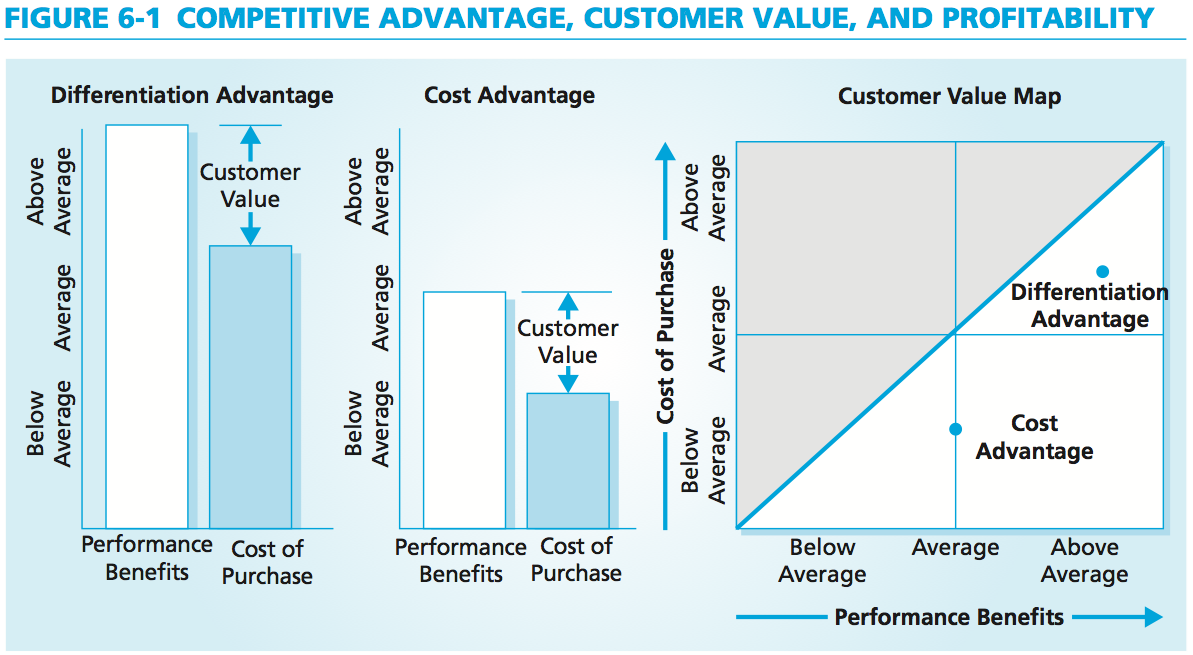 FIGURE 6-1 COMPETITIVE ADVANTAGE, CUSTOMER VALUE, AND PROFITABILITY
Differentiation Advantage
Above
Average
Average
Below
Average
Customer
Value
Performance
Benefits
Cost of
Purchase
Cost Advantage
Above
Average
Average
Below
Average
Customer
Value
Performance
Benefits
Cost of
Purchase
Customer Value Map
Cost of Purchase
Above
Average
Average
Below
Average
Differentiation
Advantage
Cost
Advantage
Below
Average
Average
Above
Average
Performance Benefits